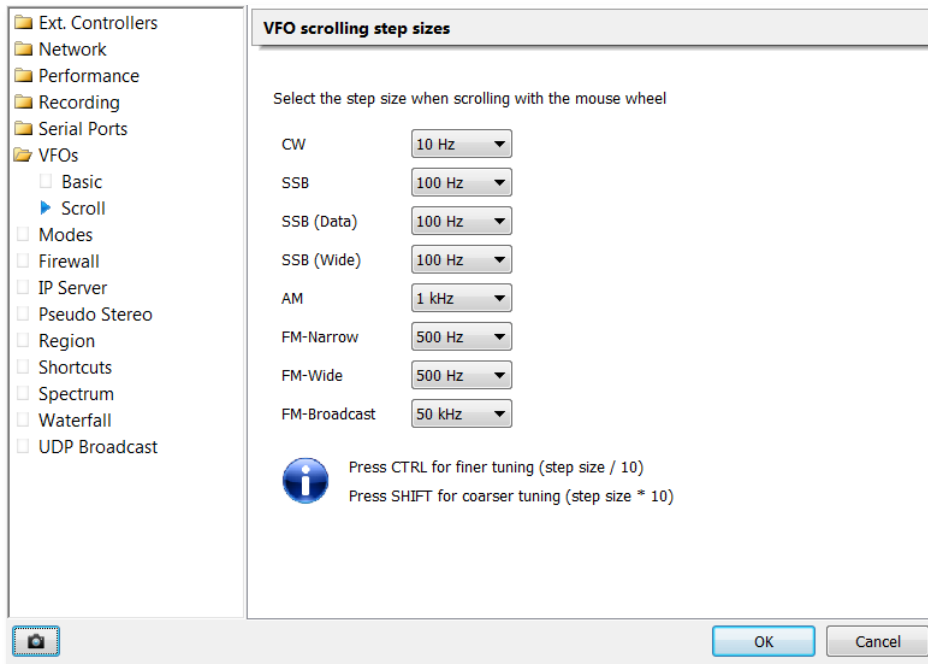 Ext. Controllers
Network
Performance
Recording
Serial Ports
VFOs
Basic
Scroll
Modes
Firewall
IP Server
Pseudo Stereo
Region
Shortcuts
Spectrum
Waterfall
UDP Broadcast
VFO scrolling step sizes
Select the step size when scrolling with the mouse wheel
CW 10 Hz
SSB 100 Hz
SSB (Data) 100 Hz
SSB (Wide) 100 Hz
AM 1 kHz
FM-Narrow 500 Hz
FM-Wide 500 Hz
FM-Broadcast 50 kHz
Press CTRL for finer tuning (step size / 10)
Press SHIFT for coarser tuning (step size * 10)
OK Cancel